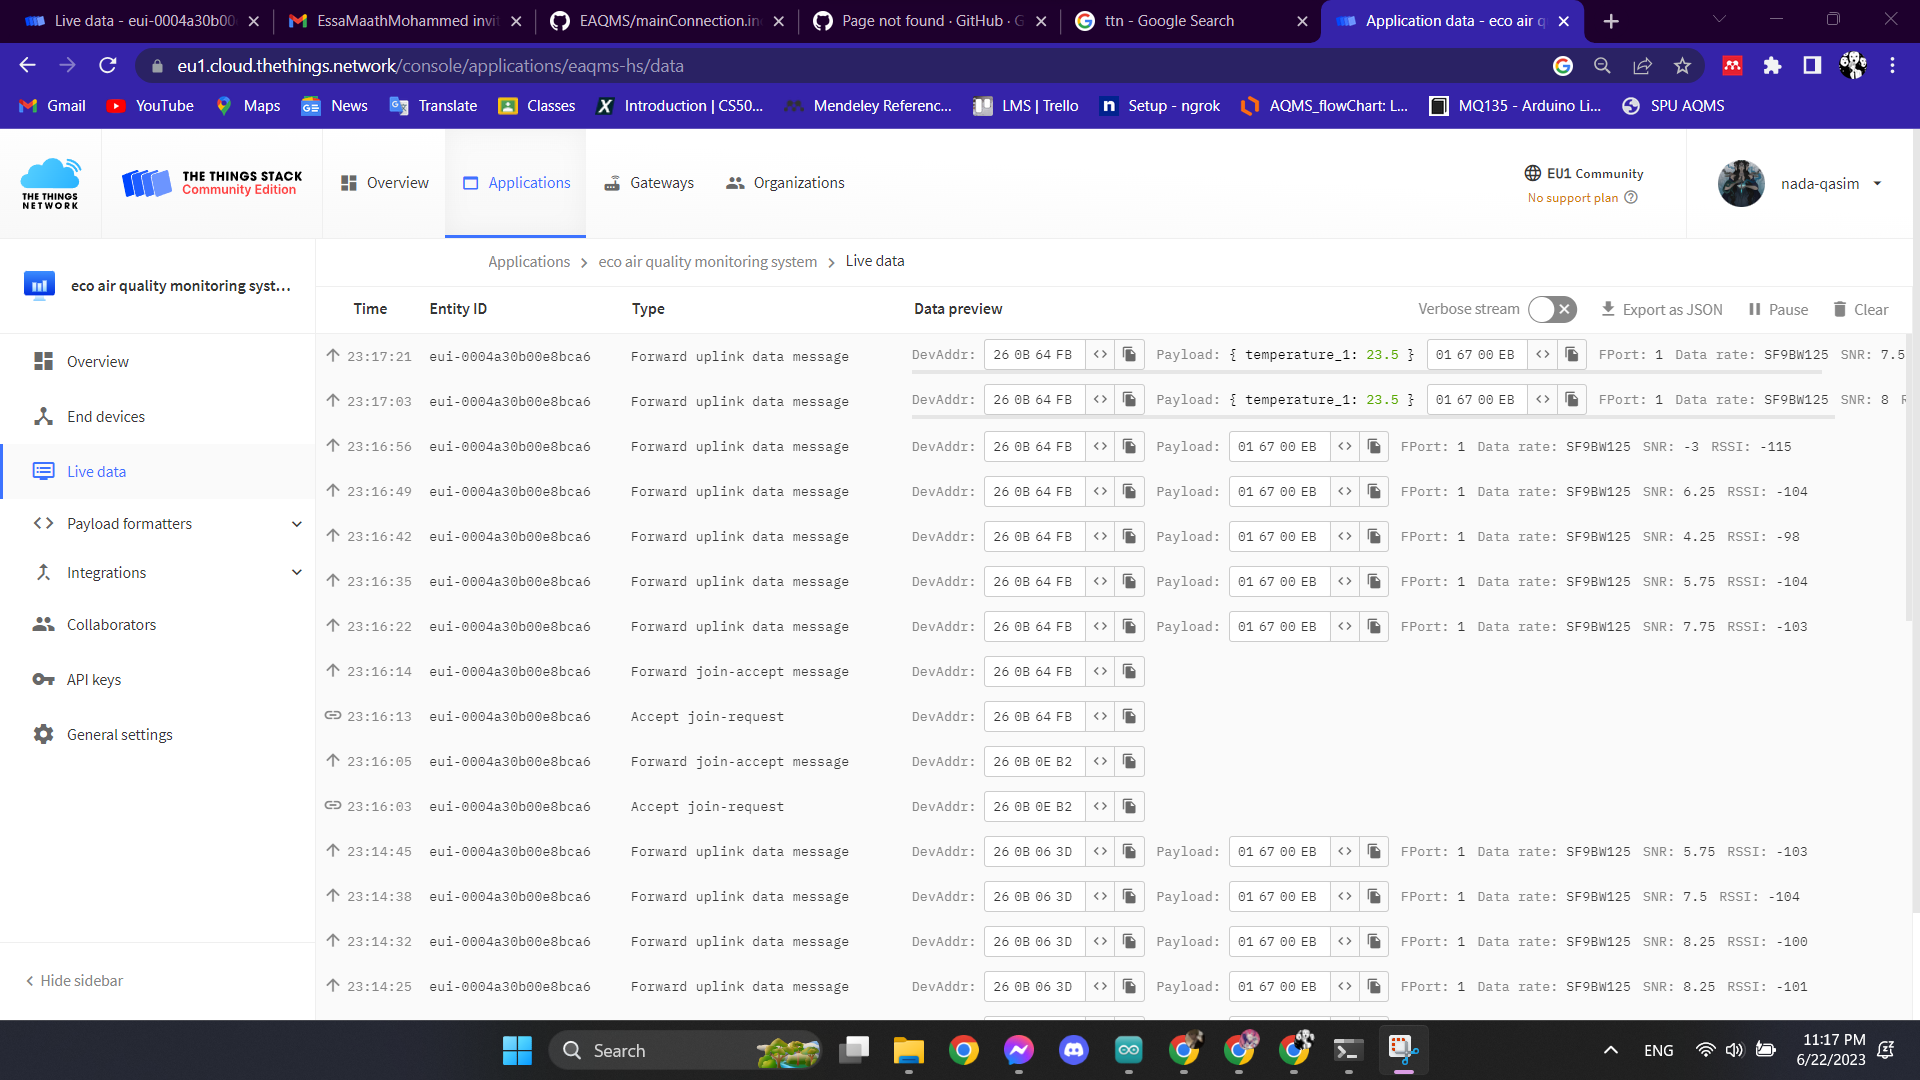 Live data - eui-0004a30b00
EssaMaathMohammed invit
EAQMS/mainConnection.in
Page not found · GitHub · G
ttn - Google Search
Application data - eco air q
eu1.cloud.thethings.network/console/applications/eaqms-hs/data
Gmail YouTube Maps News Translate Classes Introduction | CS50... Mendeley Referenc... LMS | Trello Setup - ngrok AQMS_flowChart: L... MQ135 - Arduino Li... SPU AQMS
THE THINGS NETWORK
THE THINGS STACK
Community Edition
Overview Applications Gateways Organizations
EU1 Community
No support plan
nada-qasim
eco air quality monitoring syst...
Applications > eco air quality monitoring system > Live data
Time Entity ID Type Data preview Verbose stream Export as JSON Pause Clear
Overview
End devices
Live data
Payload formatters
Integrations
Collaborators
API keys
General settings
Hide sidebar
23:17:21 eui-0004a30b00e8bca6 Forward uplink data message DevAddr: 26 0B 64 FB <> Payload: { temperature_1: 23.5 } 01 67 00 EB <> FPort: 1 Data rate: SF9BW125 SNR: 7.5
23:17:03 eui-0004a30b00e8bca6 Forward uplink data message DevAddr: 26 0B 64 FB <> Payload: { temperature_1: 23.5 } 01 67 00 EB <> FPort: 1 Data rate: SF9BW125 SNR: 8
23:16:56 eui-0004a30b00e8bca6 Forward uplink data message DevAddr: 26 0B 64 FB <> Payload: 01 67 00 EB <> FPort: 1 Data rate: SF9BW125 SNR: -3 RSSI: -115
23:16:49 eui-0004a30b00e8bca6 Forward uplink data message DevAddr: 26 0B 64 FB <> Payload: 01 67 00 EB <> FPort: 1 Data rate: SF9BW125 SNR: 6.25 RSSI: -104
23:16:42 eui-0004a30b00e8bca6 Forward uplink data message DevAddr: 26 0B 64 FB <> Payload: 01 67 00 EB <> FPort: 1 Data rate: SF9BW125 SNR: 4.25 RSSI: -98
23:16:35 eui-0004a30b00e8bca6 Forward uplink data message DevAddr: 26 0B 64 FB <> Payload: 01 67 00 EB <> FPort: 1 Data rate: SF9BW125 SNR: 5.75 RSSI: -104
23:16:22 eui-0004a30b00e8bca6 Forward uplink data message DevAddr: 26 0B 64 FB <> Payload: 01 67 00 EB <> FPort: 1 Data rate: SF9BW125 SNR: 7.75 RSSI: -103
23:16:14 eui-0004a30b00e8bca6 Forward join-accept message DevAddr: 26 0B 64 FB <>
23:16:13 eui-0004a30b00e8bca6 Accept join-request DevAddr: 26 0B 64 FB <>
23:16:05 eui-0004a30b00e8bca6 Forward join-accept message DevAddr: 26 0B 0E B2 <>
23:16:03 eui-0004a30b00e8bca6 Accept join-request DevAddr: 26 0B 0E B2 <>
23:14:45 eui-0004a30b00e8bca6 Forward uplink data message DevAddr: 26 0B 06 3D <> Payload: 01 67 00 EB <> FPort: 1 Data rate: SF9BW125 SNR: 5.75 RSSI: -103
23:14:38 eui-0004a30b00e8bca6 Forward uplink data message DevAddr: 26 0B 06 3D <> Payload: 01 67 00 EB <> FPort: 1 Data rate: SF9BW125 SNR: 7.5 RSSI: -104
23:14:32 eui-0004a30b00e8bca6 Forward uplink data message DevAddr: 26 0B 06 3D <> Payload: 01 67 00 EB <> FPort: 1 Data rate: SF9BW125 SNR: 8.25 RSSI: -100
23:14:25 eui-0004a30b00e8bca6 Forward uplink data message DevAddr: 26 0B 06 3D <> Payload: 01 67 00 EB <> FPort: 1 Data rate: SF9BW125 SNR: 8.25 RSSI: -101
Search
ENG
11:17 PM
6/22/2023